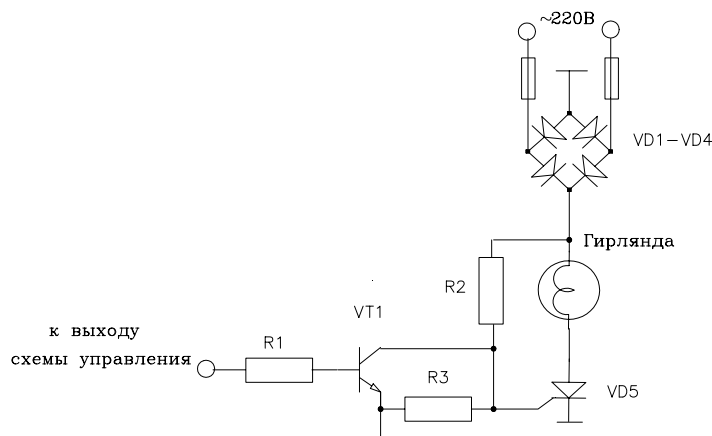 ~220В
VD1-VD4
Гирлянда
R2
VT1
к выходу
схемы управления
R1
R3
VD5